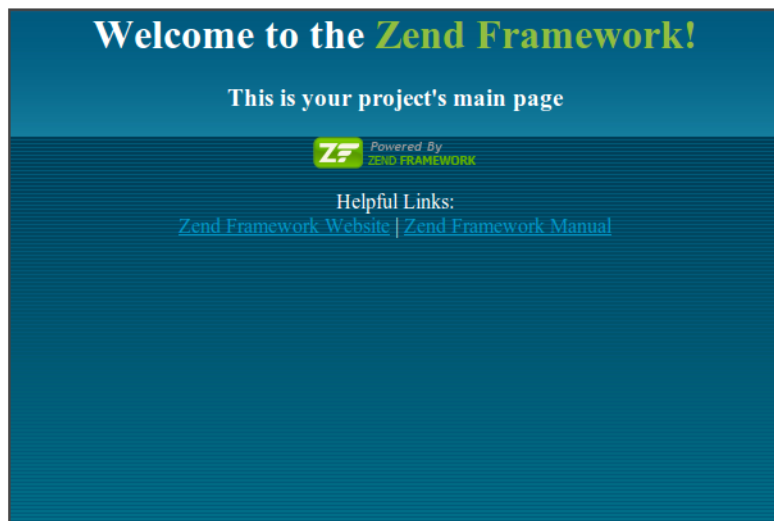 Welcome to the Zend Framework!
This is your project's main page
ZF Powered By
ZEND FRAMEWORK
Helpful Links:
Zend Framework Website | Zend Framework Manual